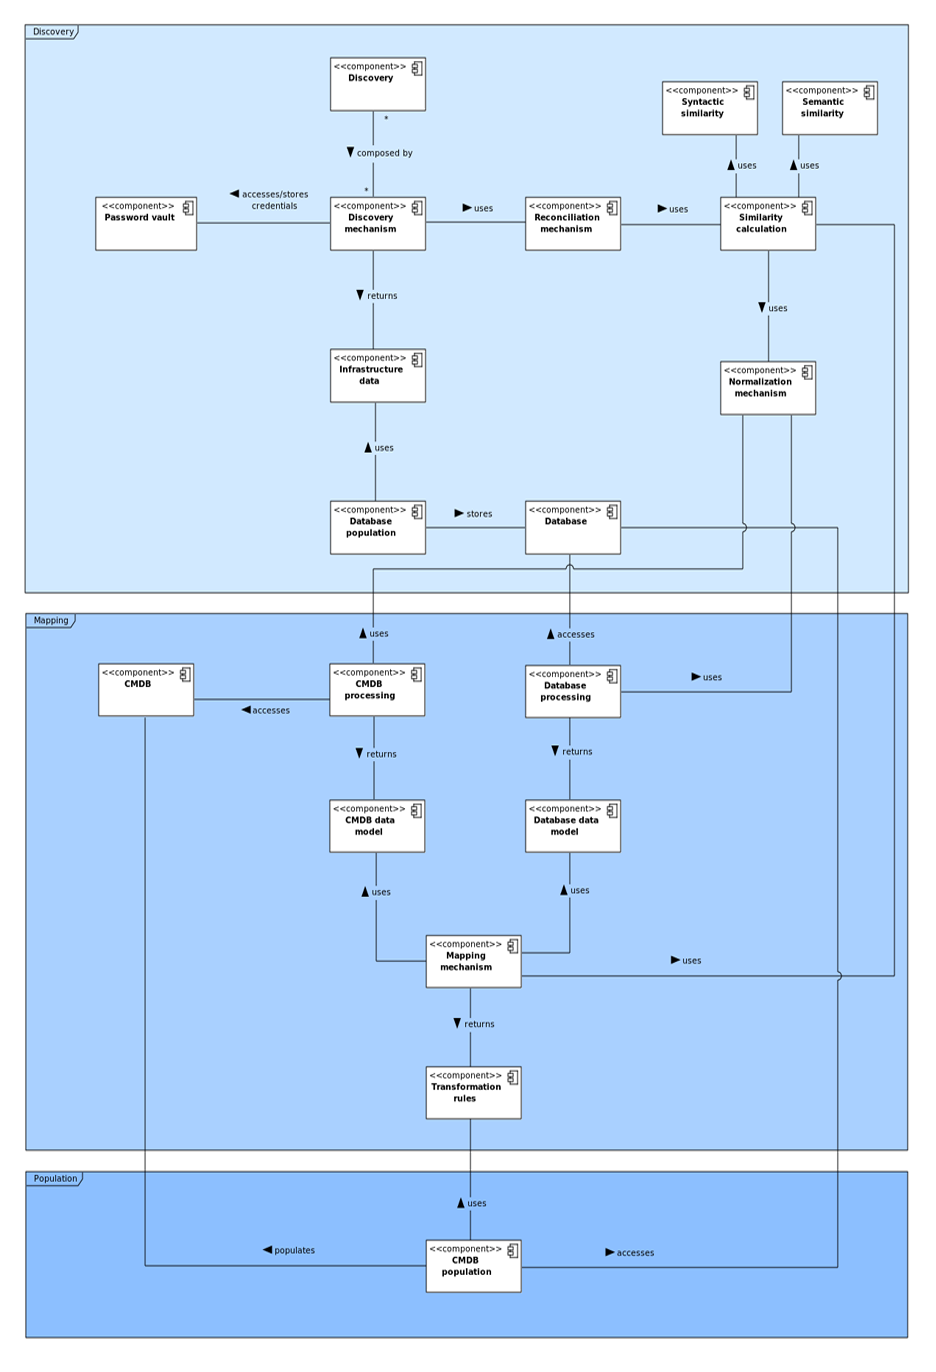 Discovery
<<component>>
Discovery
*
composed by
*
<<component>>
Syntactic
similarity
<<component>>
Semantic
similarity
uses
uses
<<component>>
Password vault
accesses/stores
credentials
<<component>>
Discovery
mechanism
uses
<<component>>
Reconciliation
mechanism
uses
<<component>>
Similarity
calculation
returns
uses
<<component>>
Infrastructure
data
<<component>>
Normalization
mechanism
uses
<<component>>
Database
population
stores
<<component>>
Database
Mapping
uses
accesses
<<component>>
CMDB
accesses
<<component>>
CMDB
processing
<<component>>
Database
processing
uses
returns
returns
<<component>>
CMDB data
model
<<component>>
Database data
model
uses
uses
<<component>>
Mapping
mechanism
uses
returns
<<component>>
Transformation
rules
Population
uses
populates
<<component>>
CMDB
population
accesses